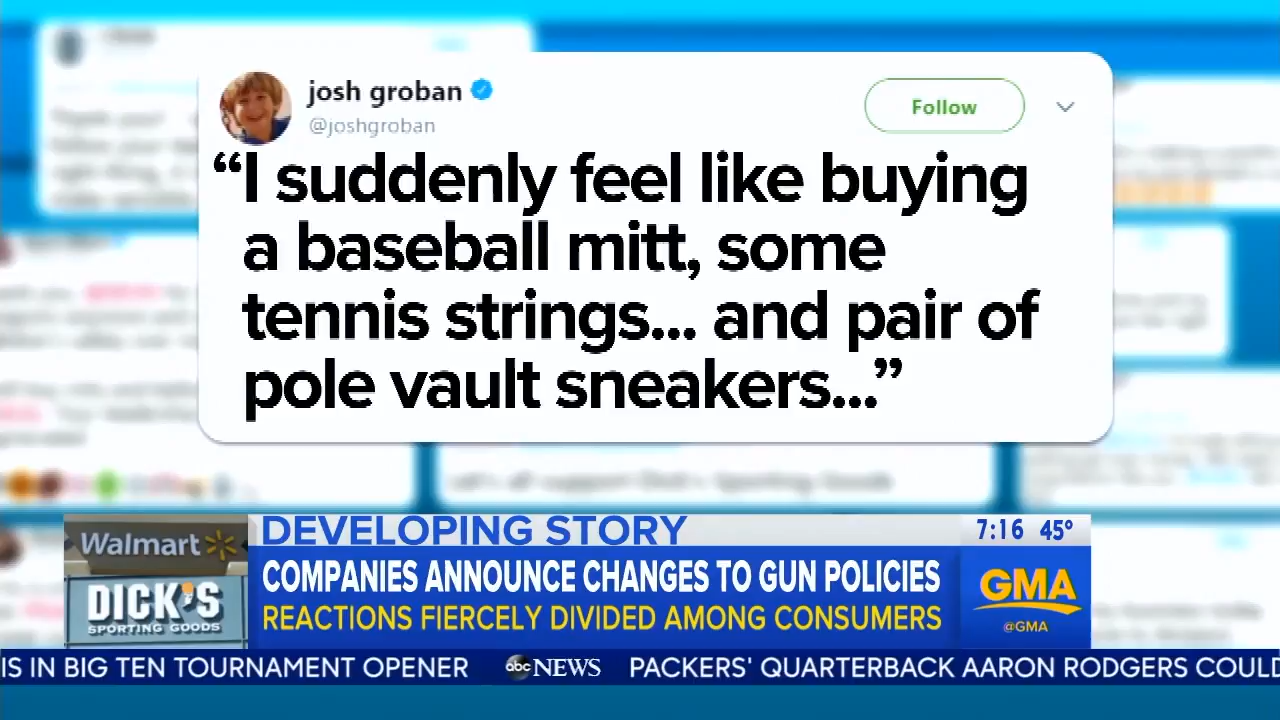 josh groban
@joshgroban
Follow
“I suddenly feel like buying
a baseball mitt, some
tennis strings... and pair of
pole vault sneakers...”
Walmart
DICK'S
SPORTING GOODS
DEVELOPING STORY
7:16 45°
COMPANIES ANNOUNCE CHANGES TO GUN POLICIES
REACTIONS FIERCELY DIVIDED AMONG CONSUMERS
GMA
@GMA
IS IN BIG TEN TOURNAMENT OPENER abc NEWS PACKERS' QUARTERBACK AARON RODGERS COULD